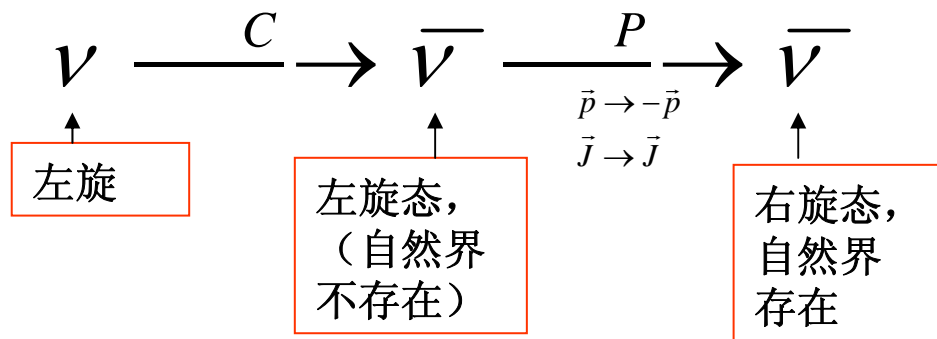 ν C → ν̅ P → ν̅
p⃗ → −p⃗
J⃗ → J⃗
左旋
左旋态，
（自然界
不存在）
右旋态，
自然界
存在